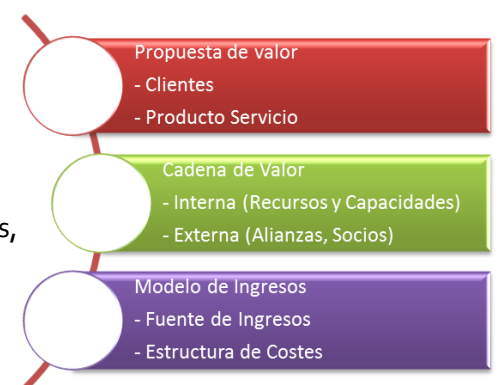 Propuesta de valor
- Clientes
- Producto Servicio
Cadena de Valor
- Interna (Recursos y Capacidades)
- Externa (Alianzas, Socios)
s,
Modelo de Ingresos
- Fuente de Ingresos
- Estructura de Costes